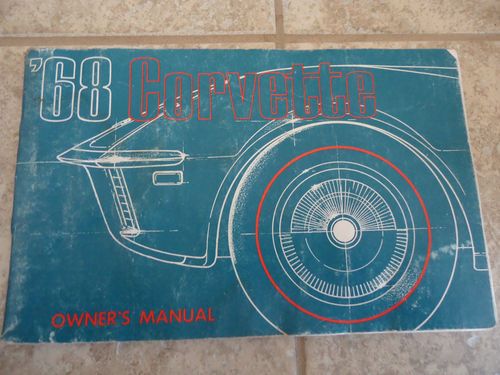 '68 Corvette
OWNER'S MANUAL